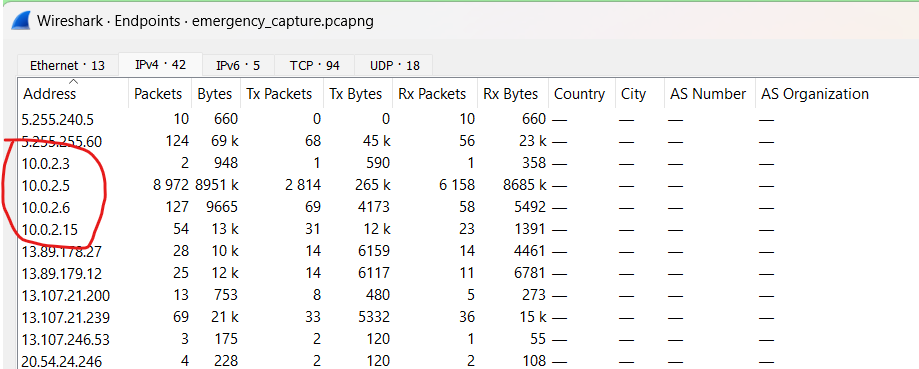 Wireshark · Endpoints · emergency_capture.pcapng
Ethernet · 13 IPv4 · 42 IPv6 · 5 TCP · 94 UDP · 18
Address Packets Bytes Tx Packets Tx Bytes Rx Packets Rx Bytes Country City AS Number AS Organization
5.255.240.5 10 660 0 0 10 660 — — — —
5.255.255.60 124 69 k 68 45 k 56 23 k — — — —
10.0.2.3 2 948 1 590 1 358 — — — —
10.0.2.5 8 972 8951 k 2 814 265 k 6 158 8685 k — — — —
10.0.2.6 127 9665 69 4173 58 5492 — — — —
10.0.2.15 54 13 k 31 12 k 23 1391 — — — —
13.89.178.27 28 10 k 14 6159 14 4461 — — — —
13.89.179.12 25 12 k 14 6117 11 6781 — — — —
13.107.21.200 13 753 8 480 5 273 — — — —
13.107.21.239 69 21 k 33 5332 36 15 k — — — —
13.107.246.53 3 175 2 120 1 55 — — — —
20.54.24.246 4 228 2 120 2 108 — — — —